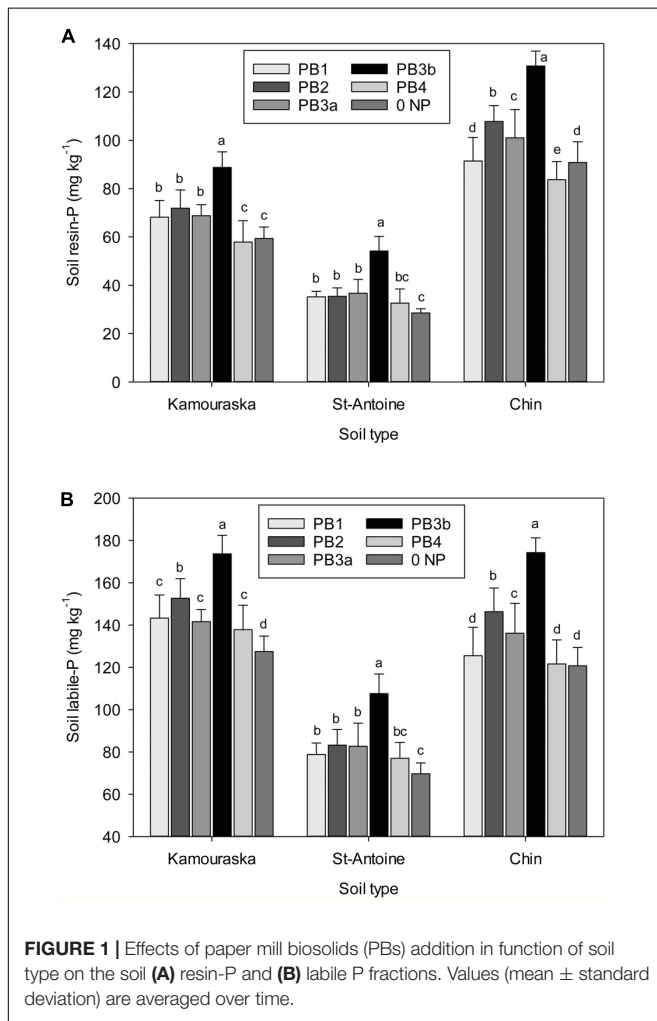 A
140
120
100
80
60
40
20
0
Soil resin-P (mg kg-1)
PB1 PB3b
PB2 PB4
PB3a 0 NP
b b b a c c
b b b a bc c
d b c a e d
Kamouraska St-Antoine Chin
Soil type
B
200
180
160
140
120
100
80
60
40
Soil labile-P (mg kg-1)
PB1 PB3b
PB2 PB4
PB3a 0 NP
c b c a c d
b b b a bc c
d b c a d d
Kamouraska St-Antoine Chin
Soil type
FIGURE 1 | Effects of paper mill biosolids (PBs) addition in function of soil
type on the soil (A) resin-P and (B) labile P fractions. Values (mean ± standard
deviation) are averaged over time.